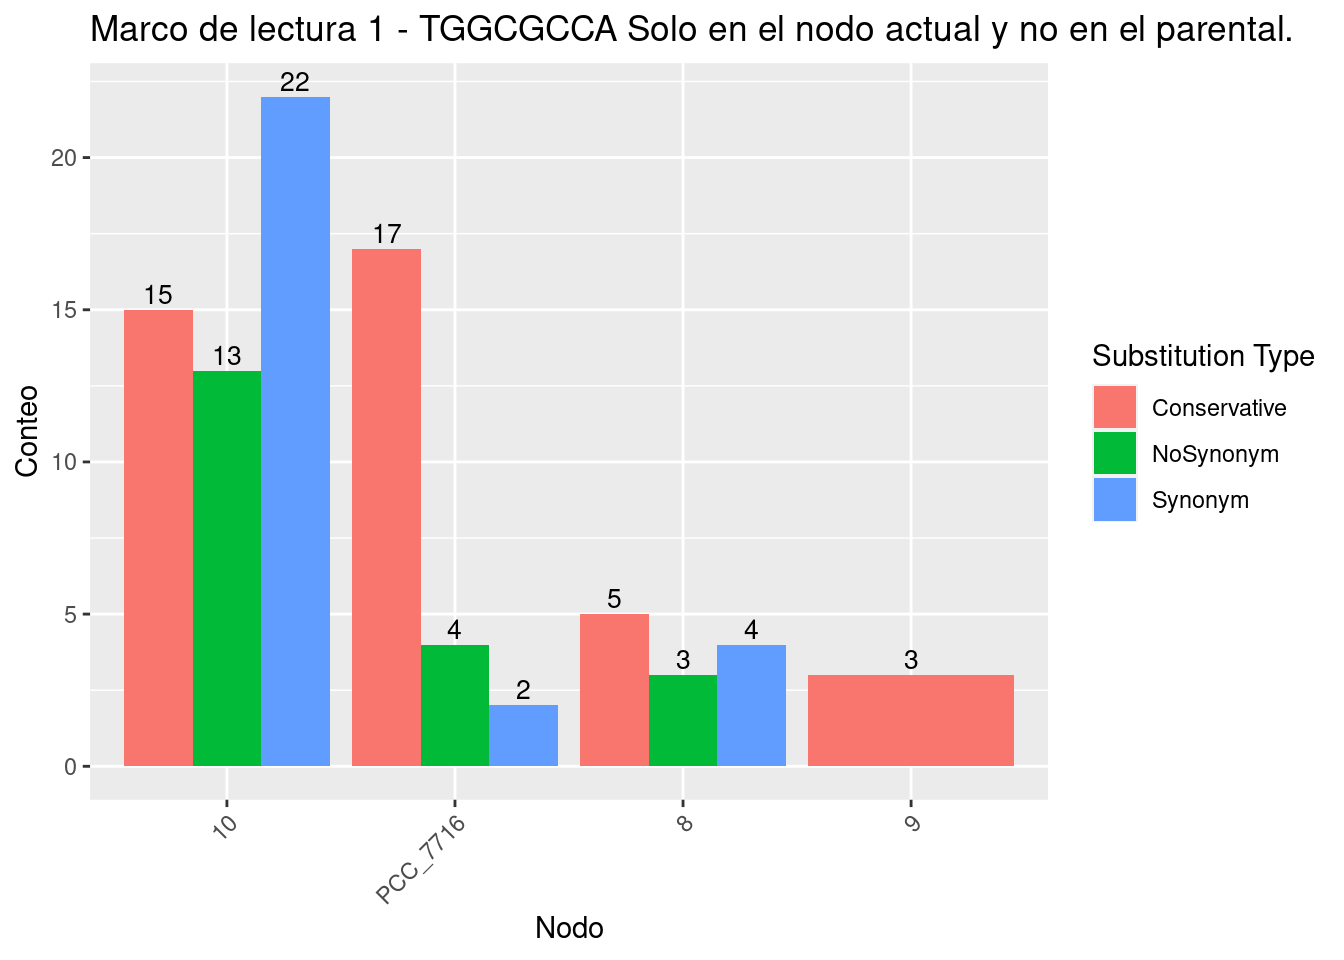 Marco de lectura 1 - TGGCGCCA Solo en el nodo actual y no en el parental.
22
20
17
15
15
13
10
5
5
4
4
3
3
2
0
Conteo
10
PCC_7716
8
9
Nodo
Substitution Type
Conservative
NoSynonym
Synonym